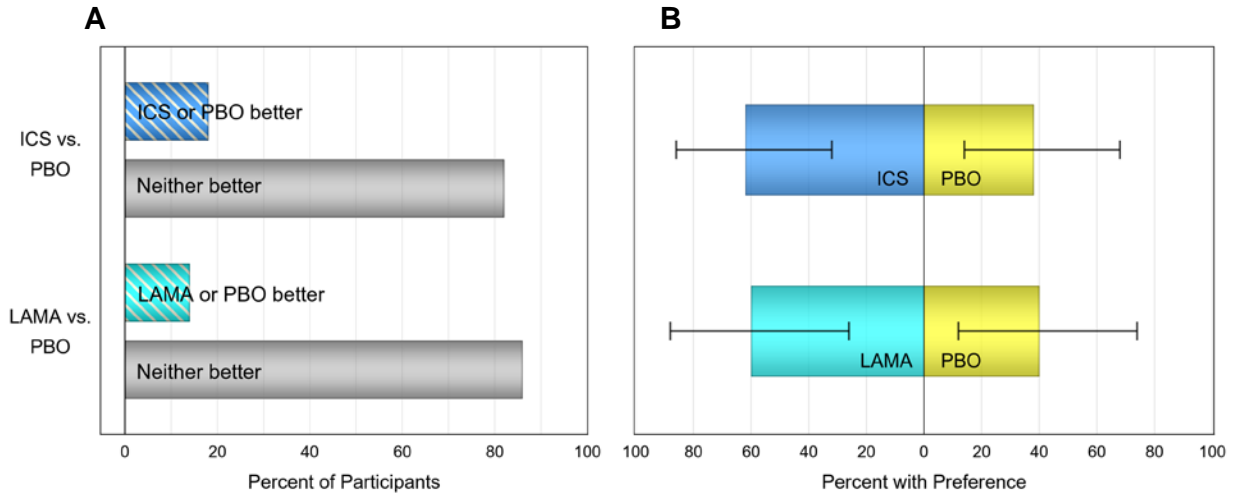 A
B
ICS or PBO better
ICS vs.
PBO
Neither better
LAMA or PBO better
LAMA vs.
PBO
Neither better
0 20 40 60 80 100
Percent of Participants
ICS PBO
LAMA PBO
100 80 60 40 20 0 20 40 60 80 100
Percent with Preference